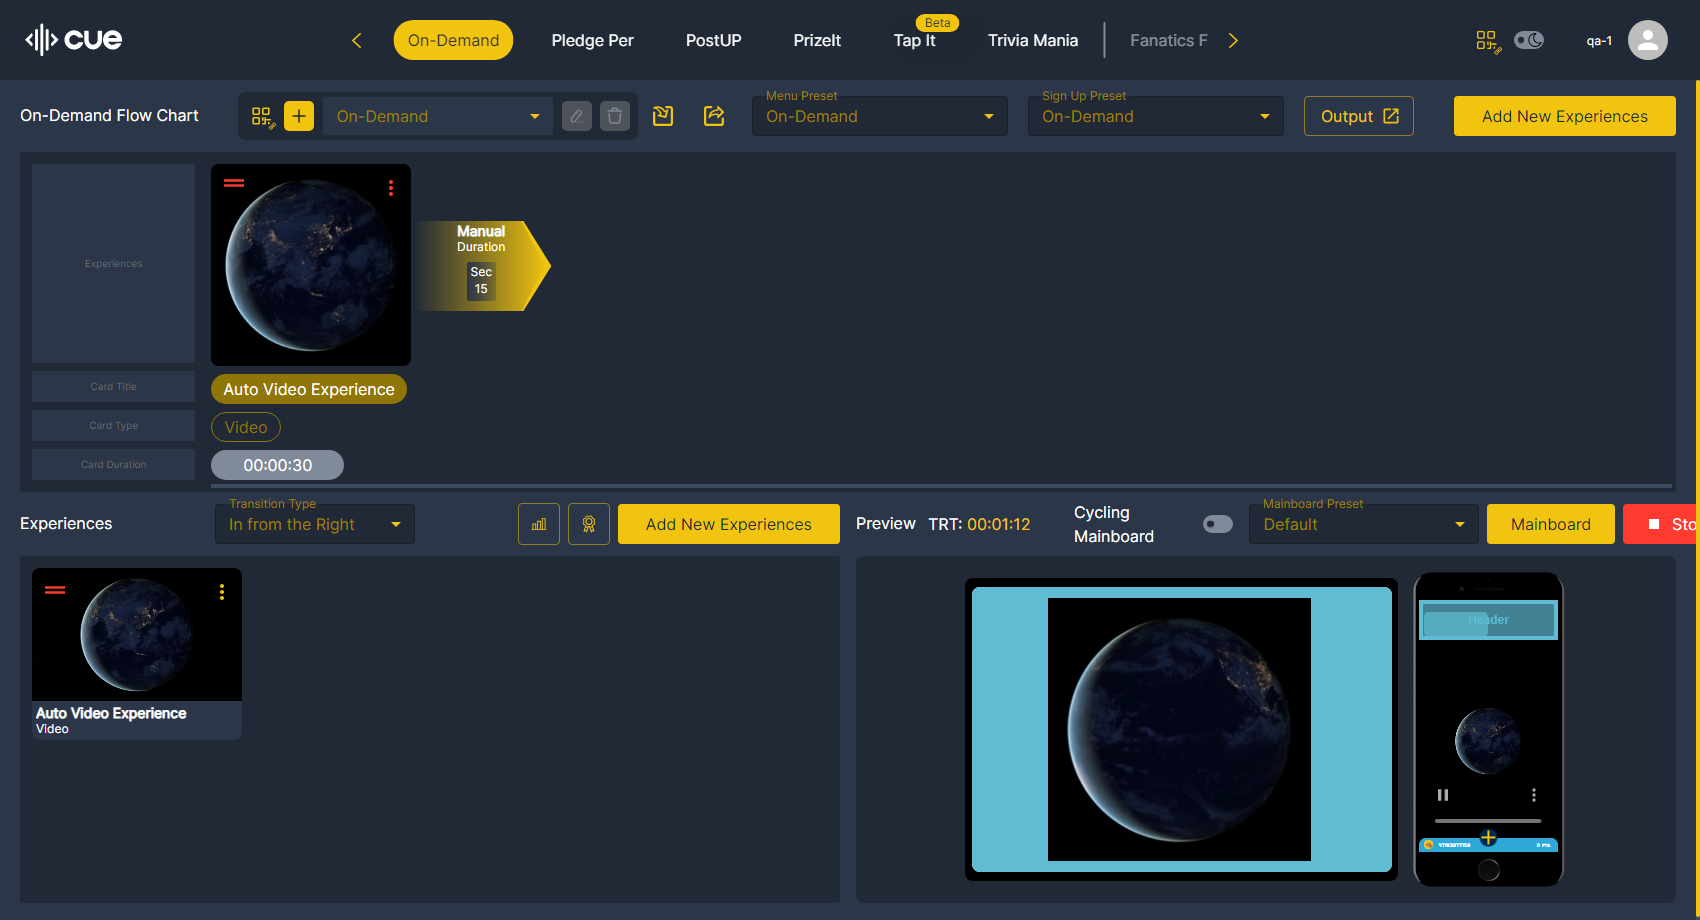 cue
On-Demand
Pledge Per
PostUP
PrizeIt
Beta
Tap It
Trivia Mania
Fanatics F
qa-1
On-Demand Flow Chart
On-Demand
Menu Preset
On-Demand
Sign Up Preset
On-Demand
Output
Add New Experiences
Experiences
Manual
Duration
Sec
15
Card Title
Auto Video Experience
Card Type
Video
Card Duration
00:00:30
Experiences
Transition Type
In from the Right
Add New Experiences
Preview
TRT: 00:01:12
Cycling
Mainboard
Mainboard Preset
Default
Mainboard
Sto
Auto Video Experience
Video
Header
0 Pts.